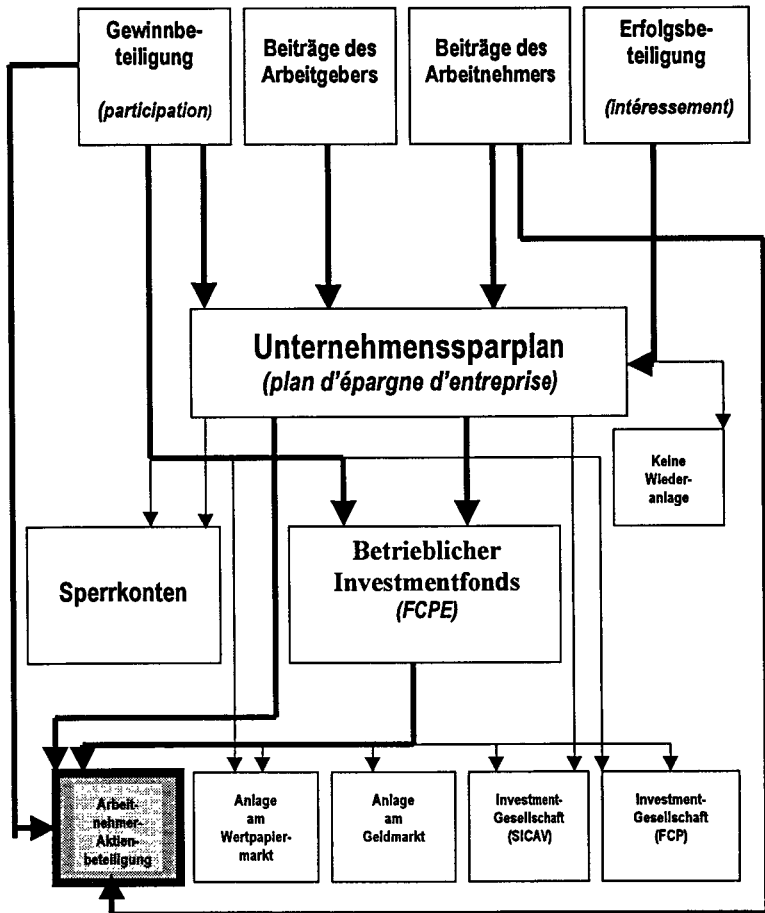 Gewinnbe-
teiligung
(participation)
Beiträge des
Arbeitgebers
Beiträge des
Arbeitnehmers
Erfolgsbe-
teiligung
(intéressement)
Unternehmenssparplan
(plan d'épargne d'entreprise)
Keine
Wieder-
anlage
Sperrkonten
Betrieblicher
Investmentfonds
(FCPE)
Arbeit-
nehmer-
Aktien-
beteiligung
Anlage
am
Wertpapier-
markt
Anlage
am
Geldmarkt
Investment-
Gesellschaft
(SICAV)
Investment-
Gesellschaft
(FCP)